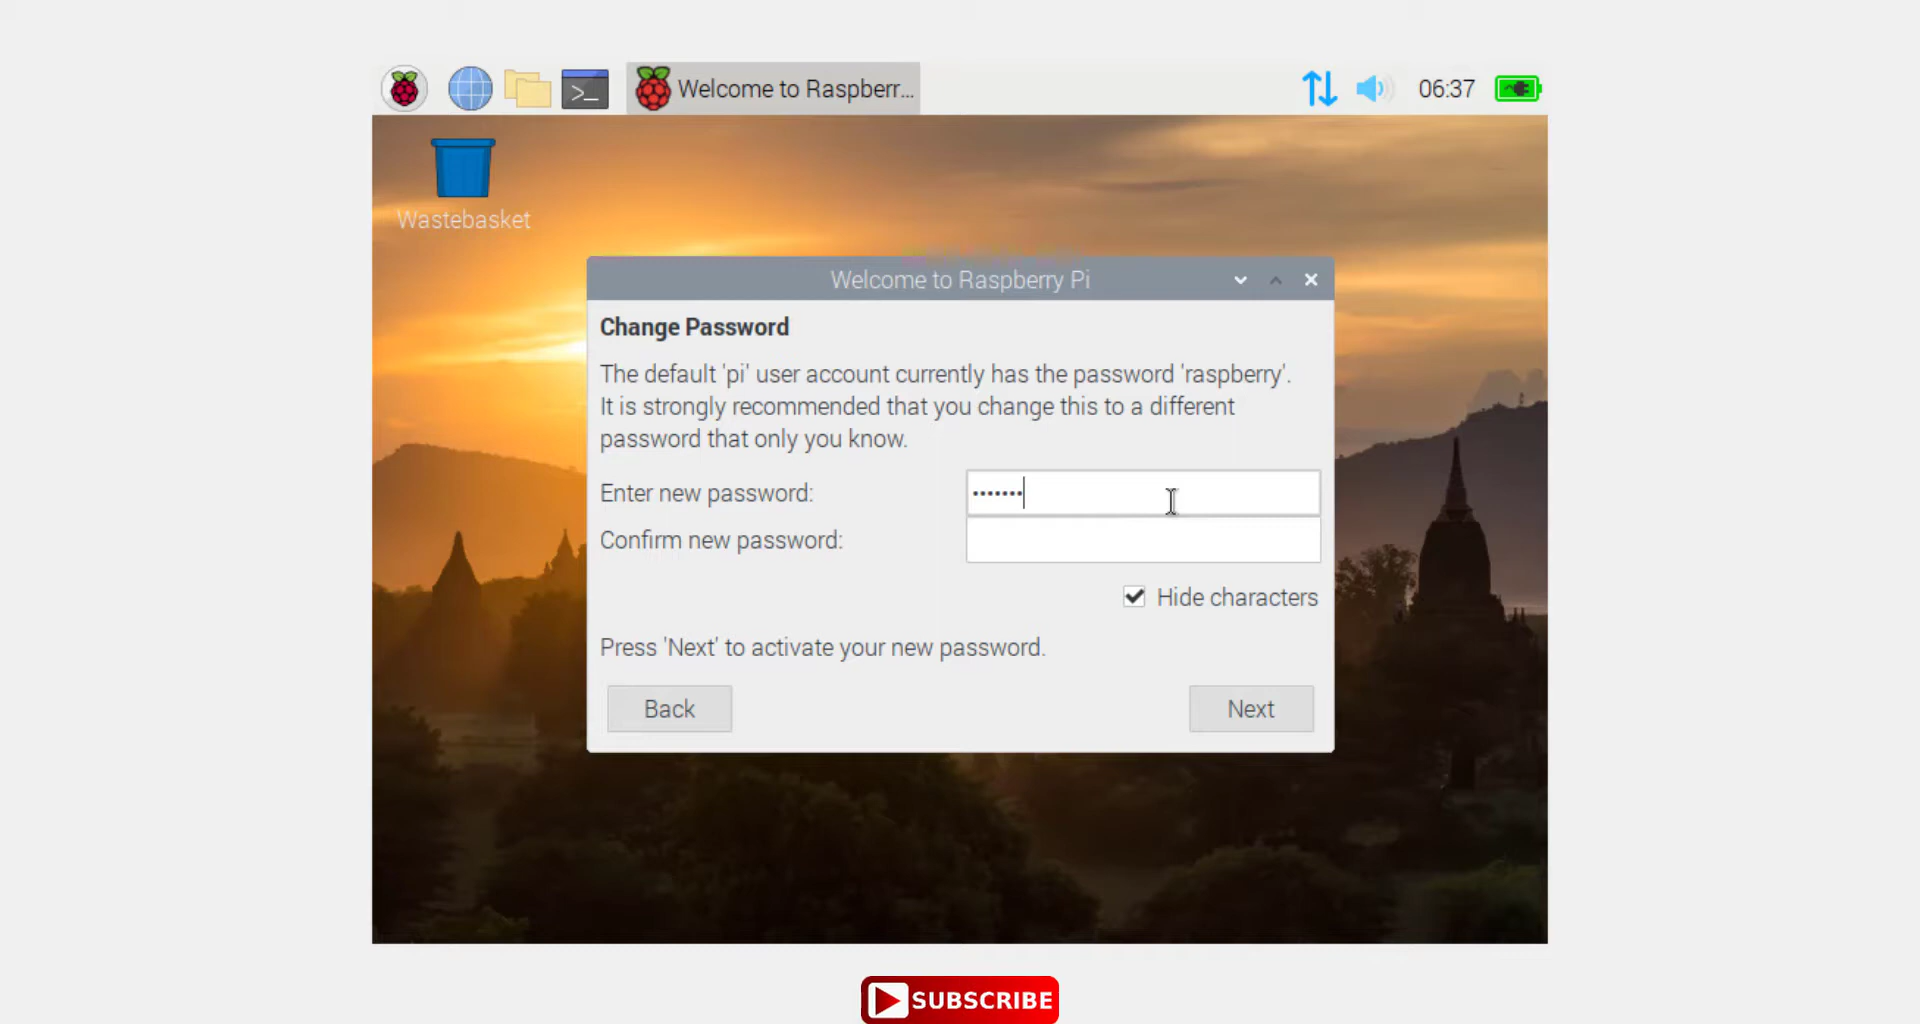 Welcome to Raspberr...
06:37
Wastebasket
Welcome to Raspberry Pi
Change Password
The default 'pi' user account currently has the password 'raspberry'.
It is strongly recommended that you change this to a different
password that only you know.
Enter new password:
•••••••
Confirm new password:
Hide characters
Press 'Next' to activate your new password.
Back
Next
SUBSCRIBE